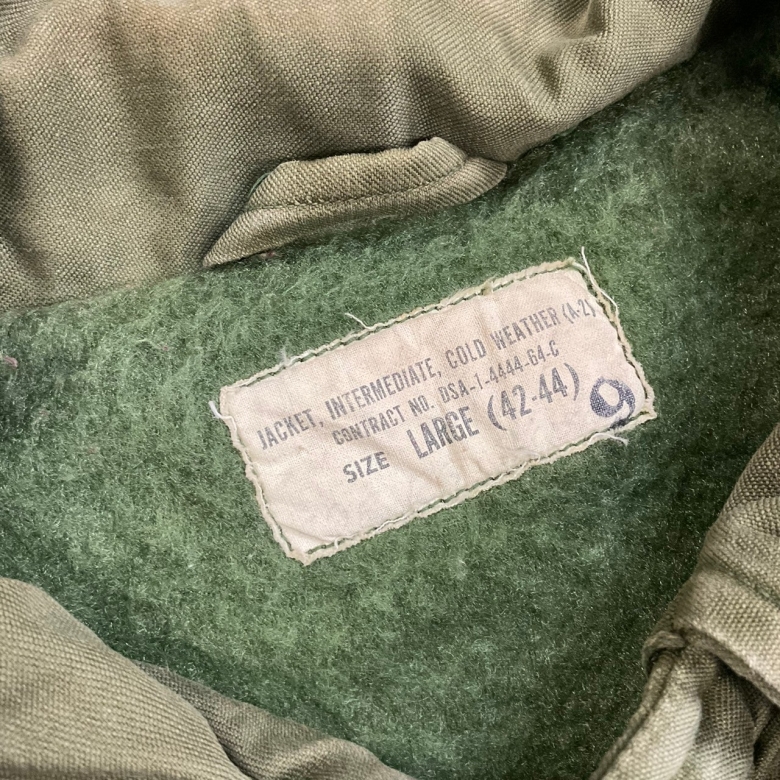 JACKET, INTERMEDIATE, COLD WEATHER (A-2)
CONTRACT NO. DSA-1-4444-64-C
SIZE LARGE (42-44)